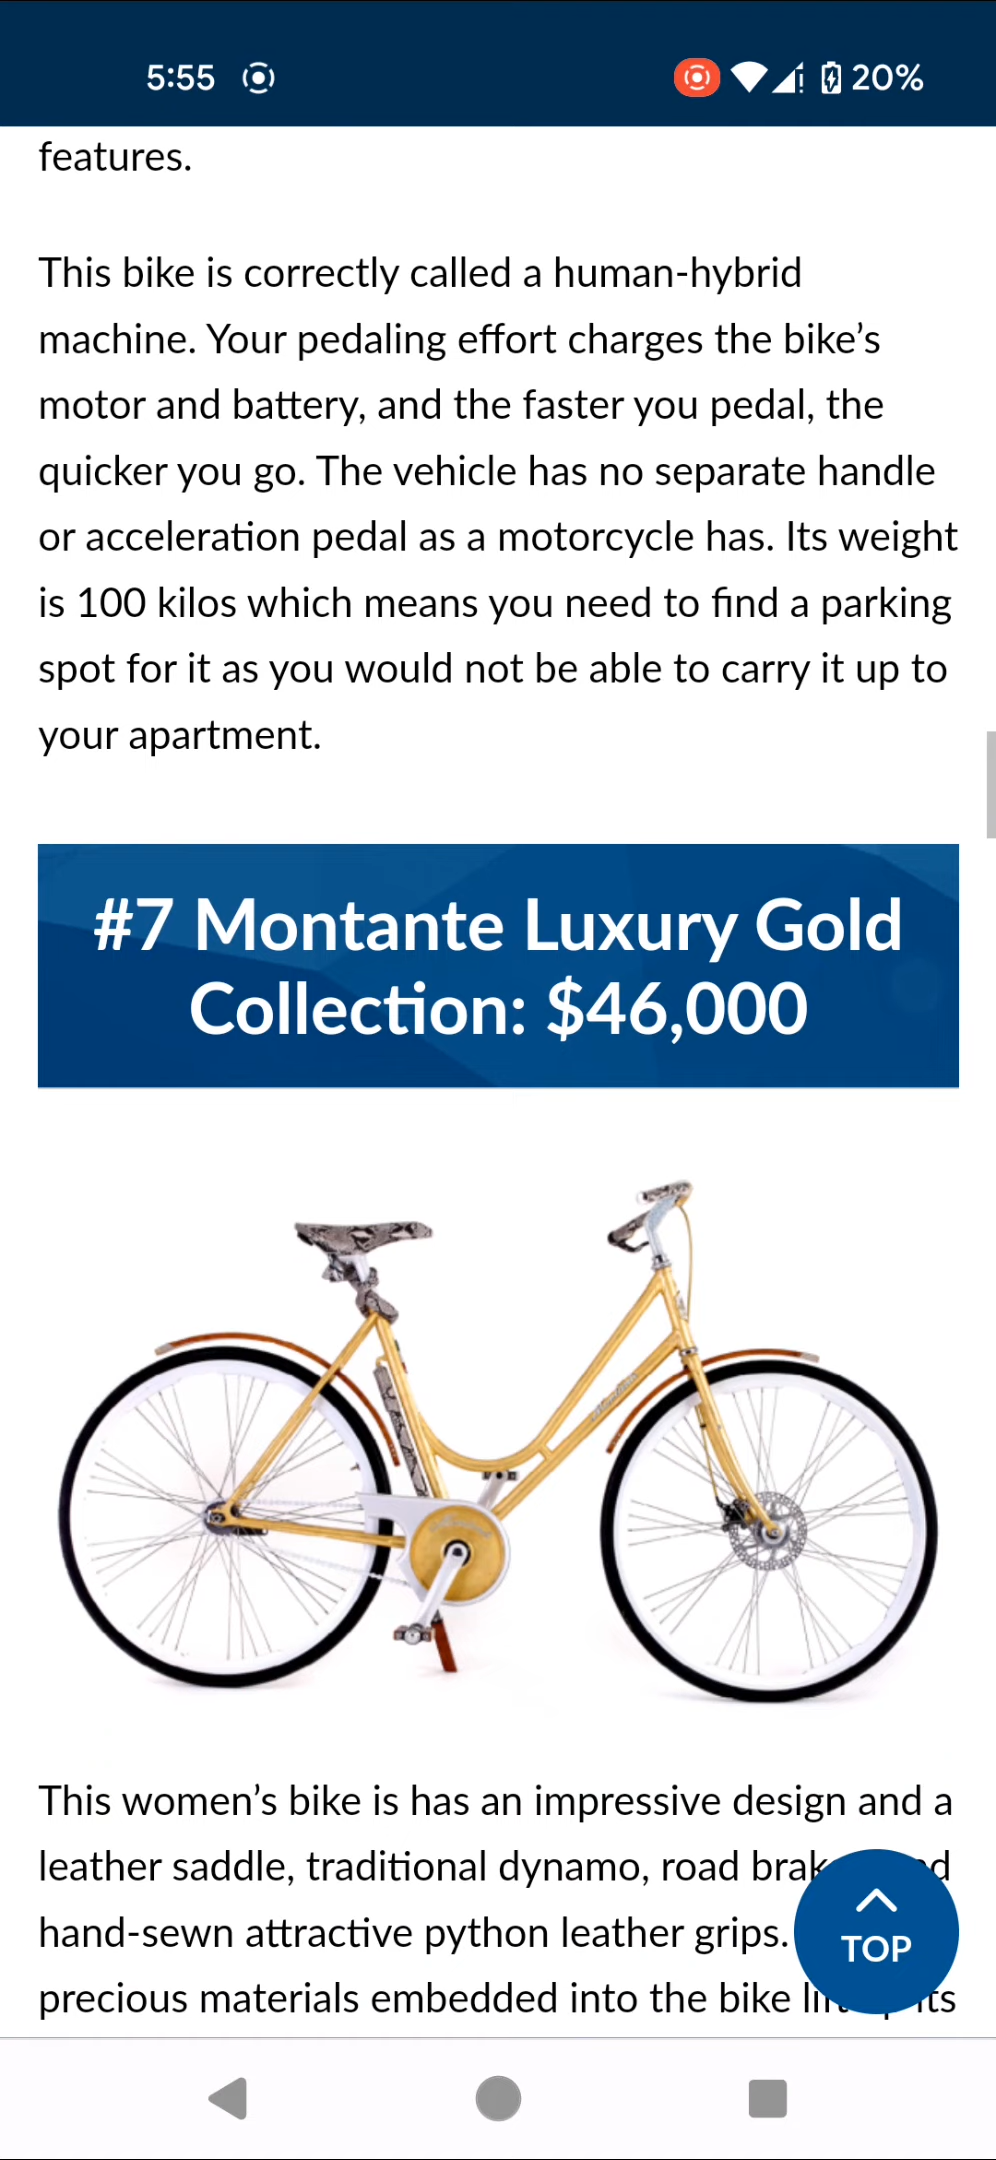 5:55
20%
features.
This bike is correctly called a human-hybrid
machine. Your pedaling effort charges the bike’s
motor and battery, and the faster you pedal, the
quicker you go. The vehicle has no separate handle
or acceleration pedal as a motorcycle has. Its weight
is 100 kilos which means you need to find a parking
spot for it as you would not be able to carry it up to
your apartment.
#7 Montante Luxury Gold
Collection: $46,000
This women’s bike is has an impressive design and a
leather saddle, traditional dynamo, road
hand-sewn attractive python leather grips.
precious materials embedded into the bike
TOP